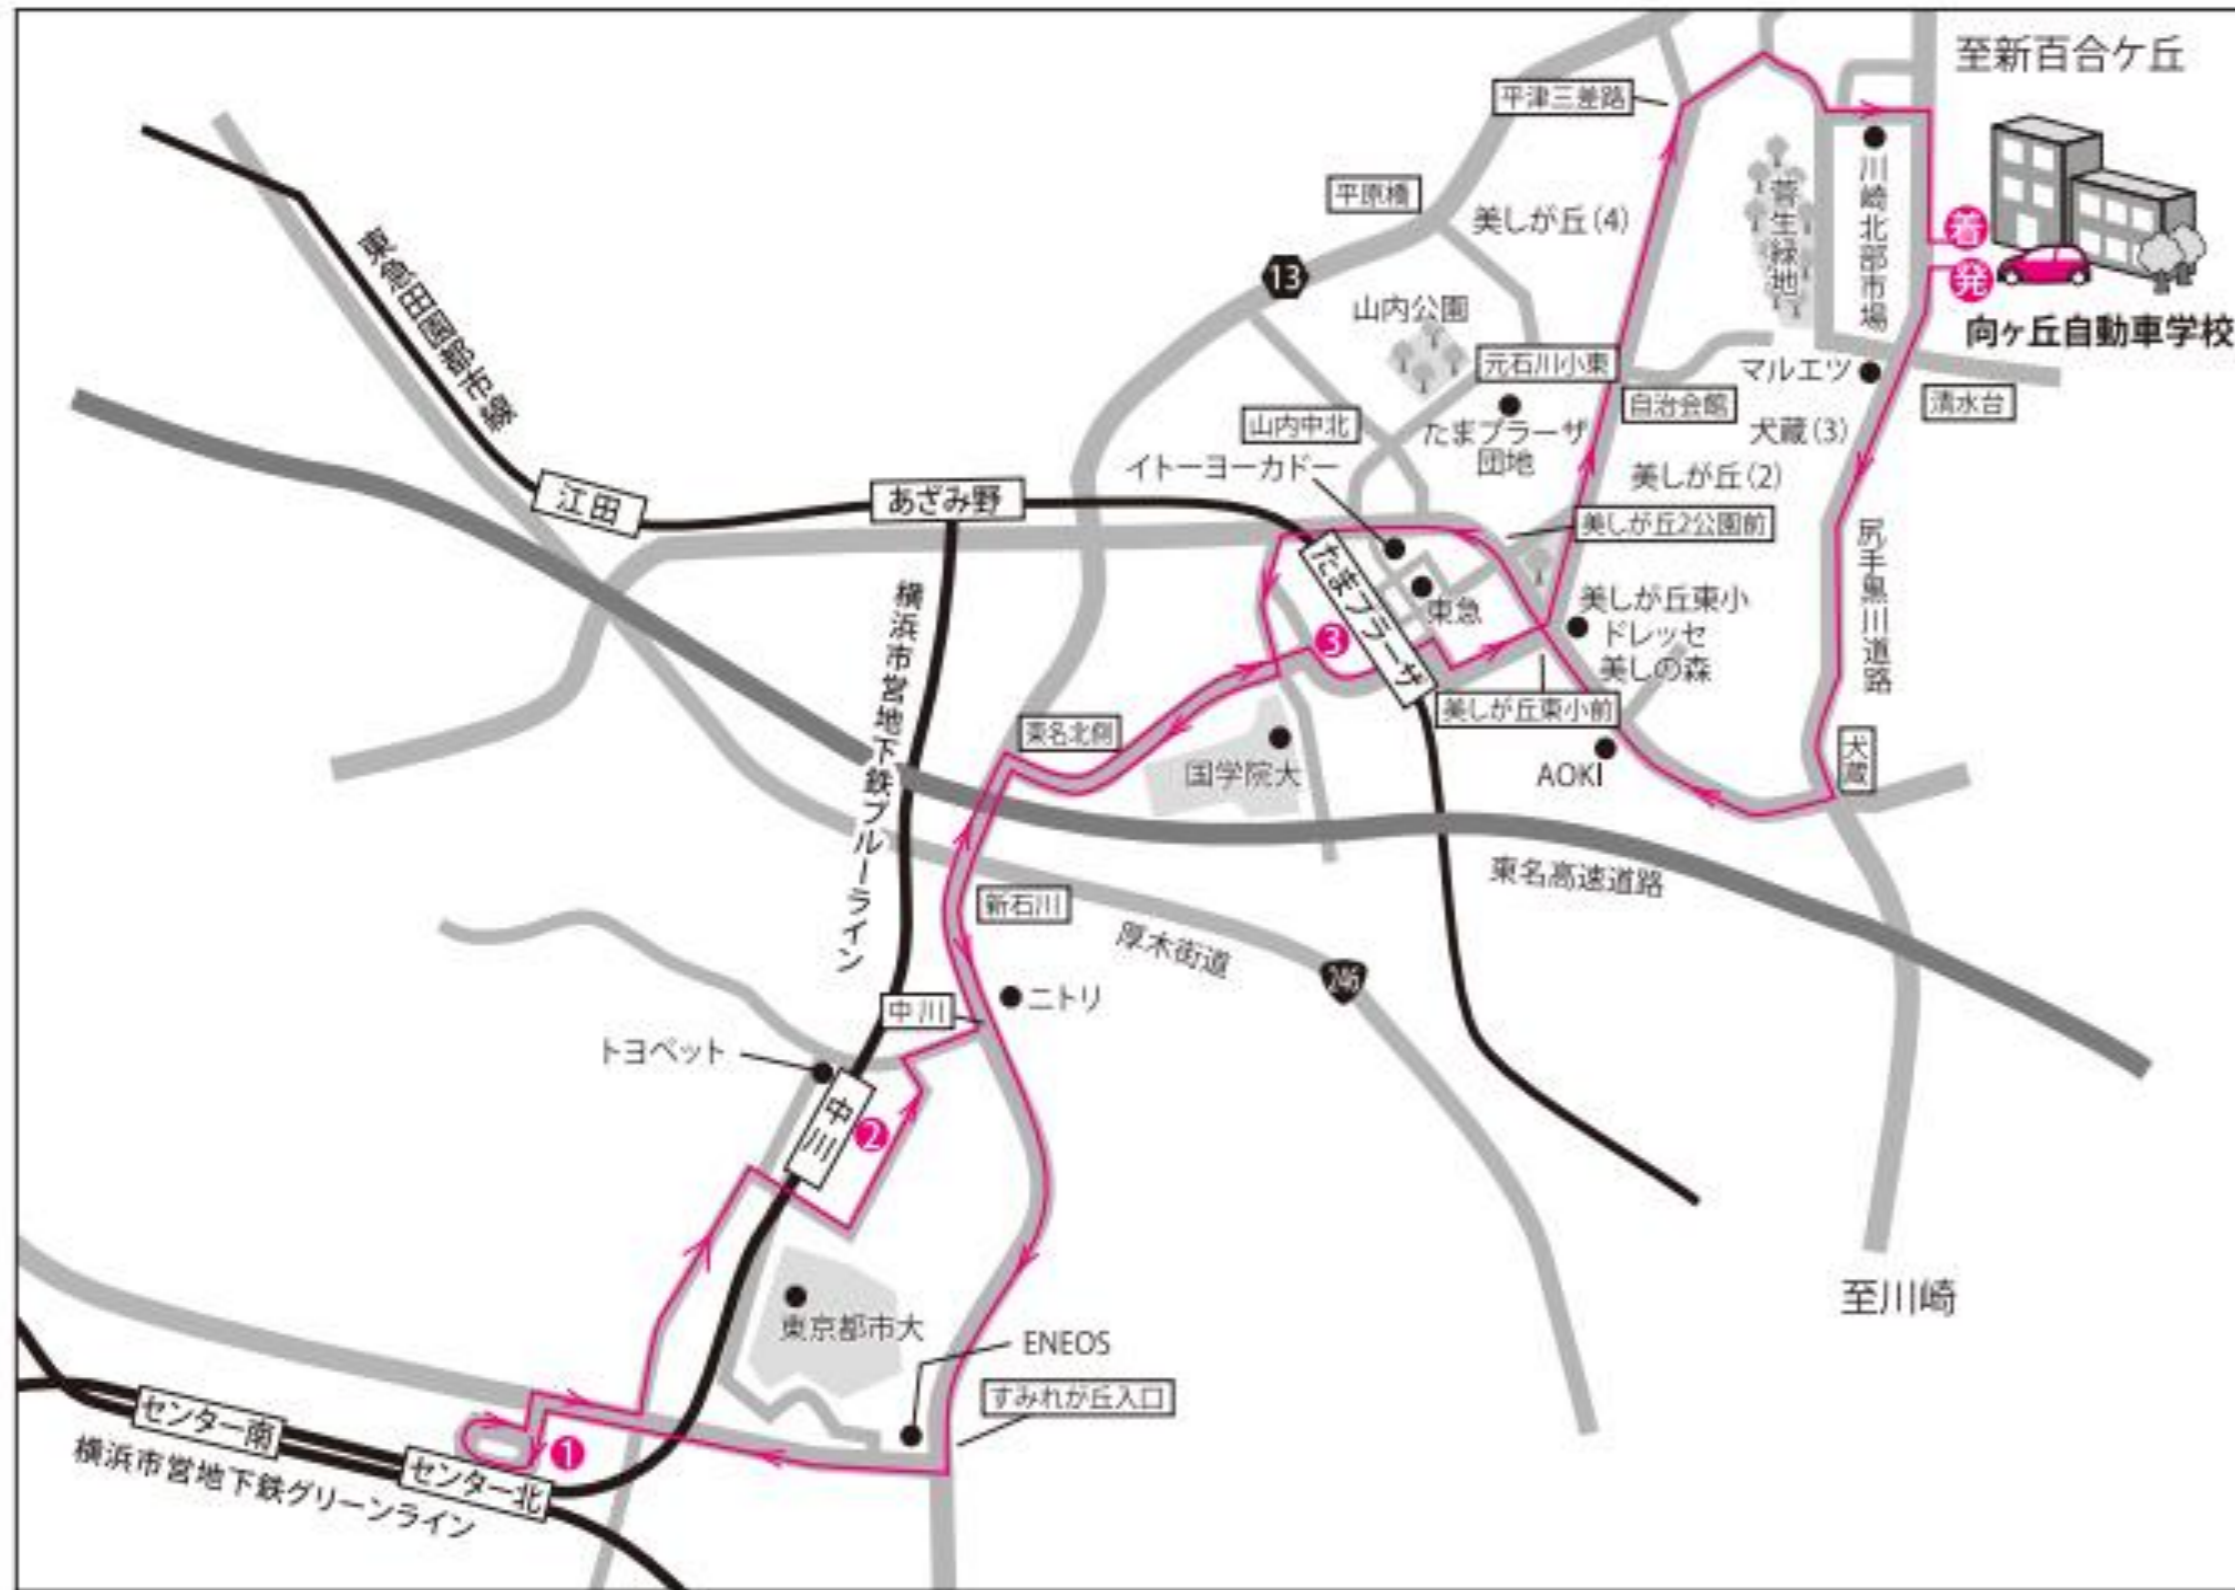 至新百合ケ丘
平津三差路
平原橋
美しが丘(4)
菅生緑地
川崎北部市場
着
発
向ヶ丘自動車学校
13
山内公園
元石川小東
マルエツ
自治会館
清水台
東急田園都市線
山内中北
たまプラーザ
団地
犬蔵(3)
イトーヨーカドー
美しが丘(2)
江田
あざみ野
美しが丘2公園前
たまプラーザ
東急
尻手黒川道路
横浜市営地下鉄ブルーライン
3
美しが丘東小
ドレッセ
美しの森
美しが丘東小前
東名北側
国学院大
AOKI
犬蔵
東名高速道路
新石川
厚木街道
246
中川
ニトリ
トヨペット
中川
2
東京都市大
ENEOS
至川崎
すみれが丘入口
センター南
センター北
1
横浜市営地下鉄グリーンライン